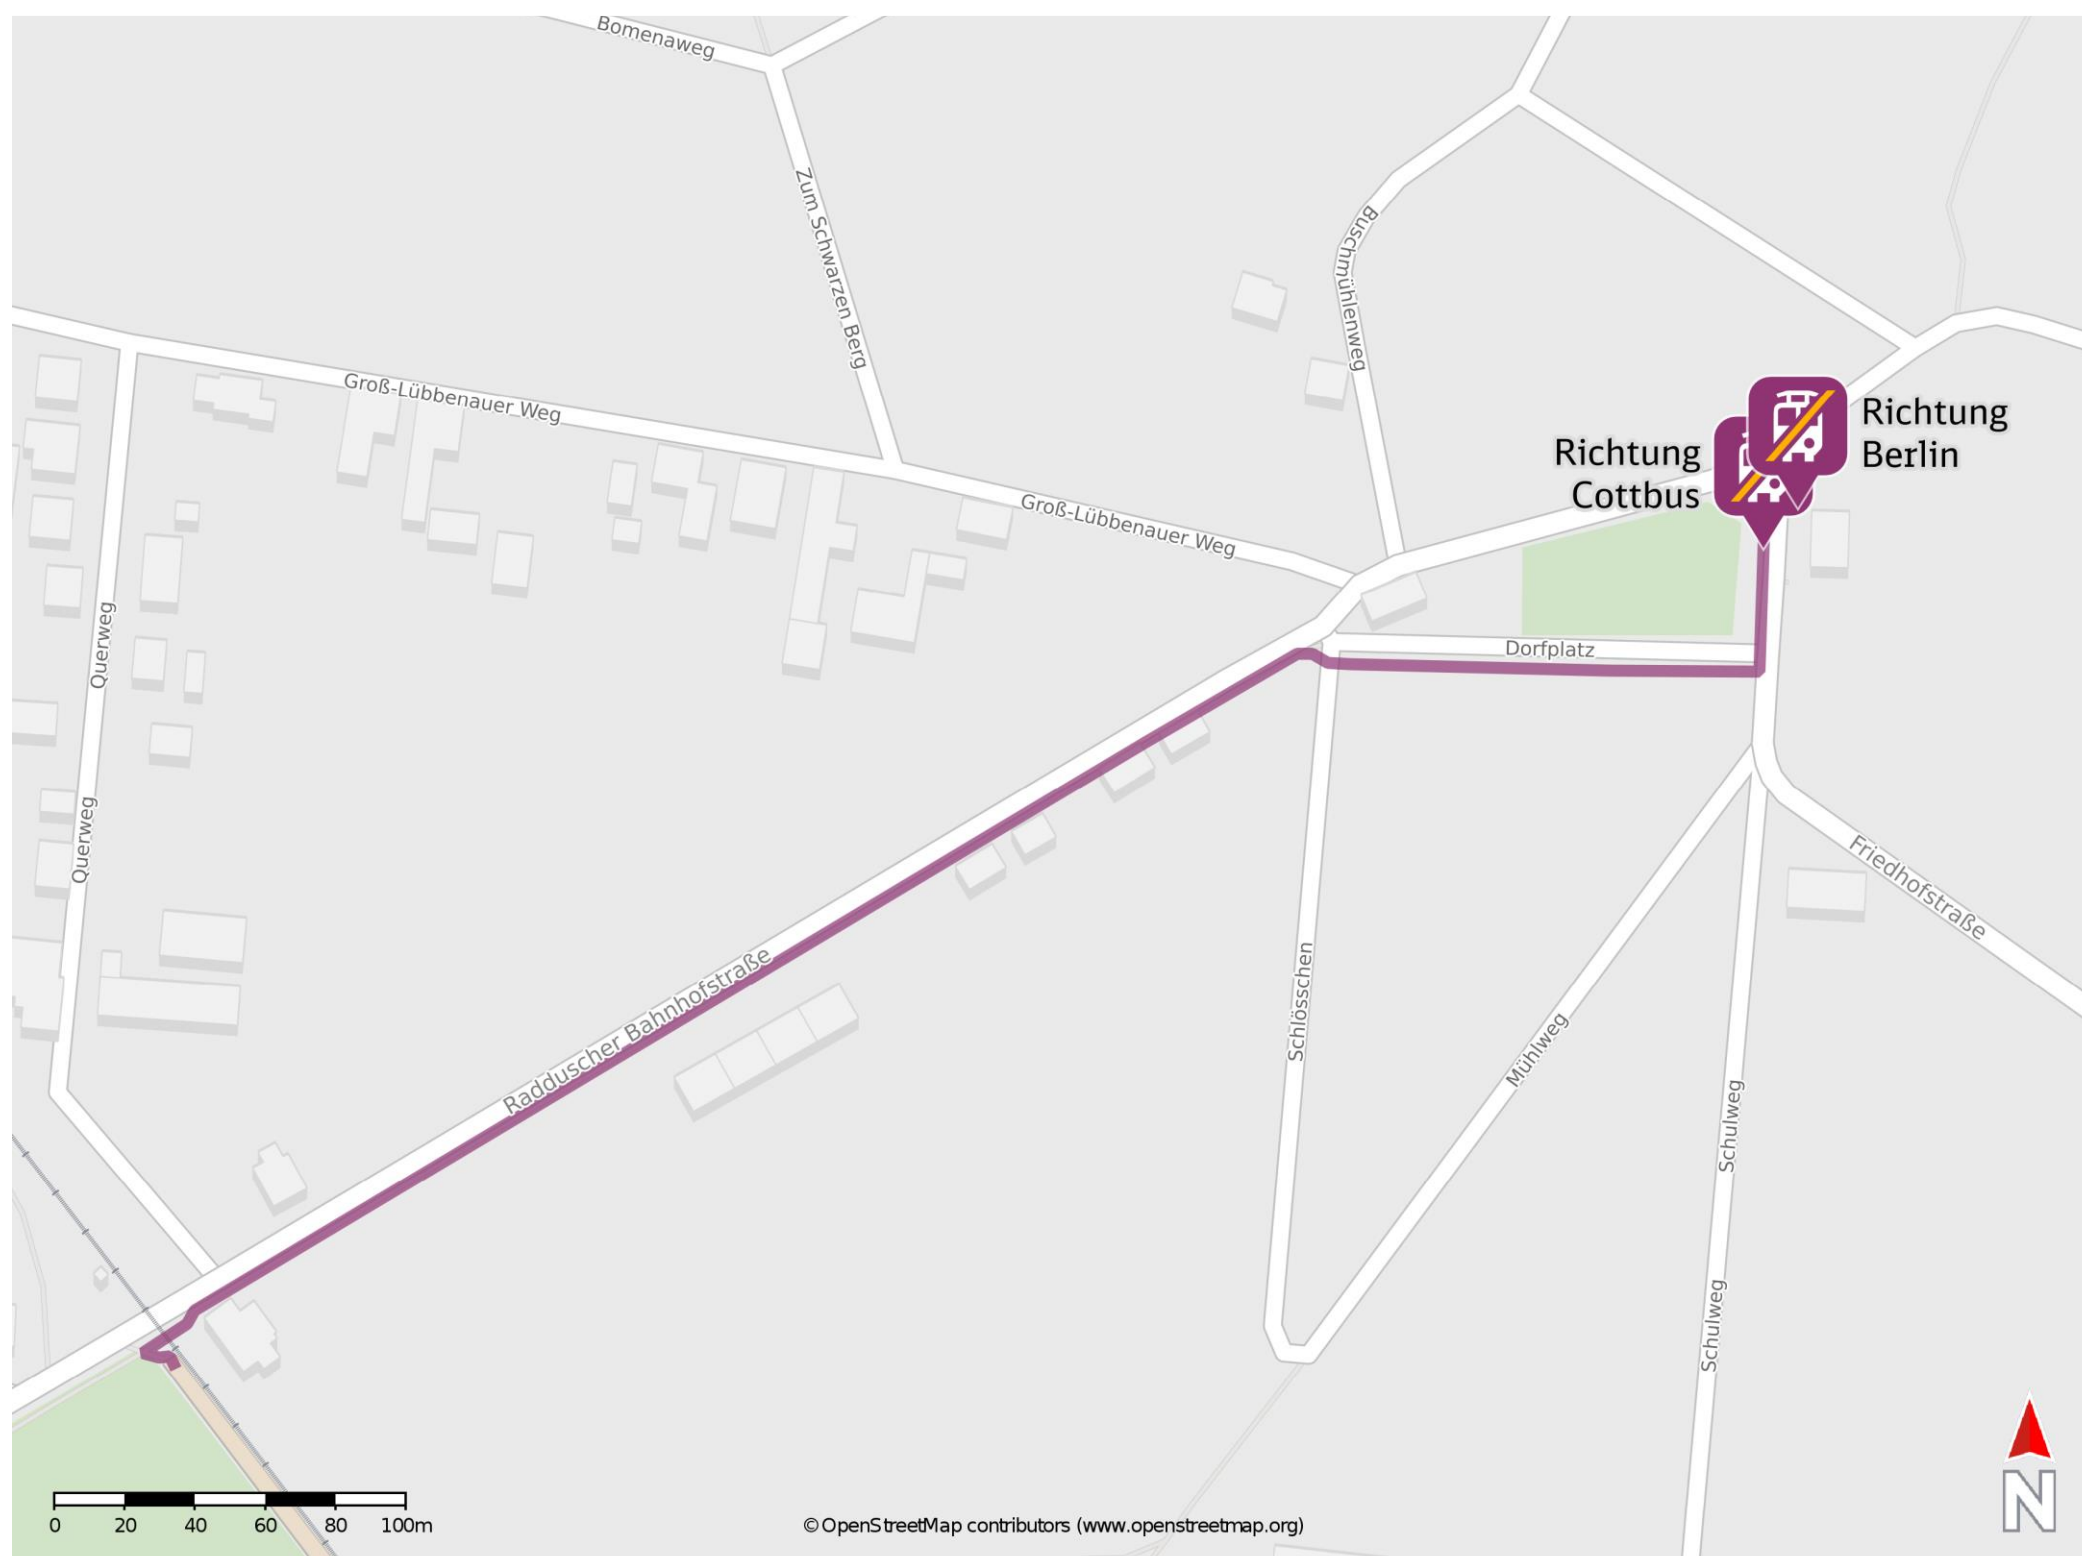 Bomenaweg
Zum Schwarzen Berg
Buschmühlenweg
Groß-Lübbenauer Weg
Richtung
Berlin
Richtung
Cottbus
Groß-Lübbenauer Weg
Querweg
Dorfplatz
Querweg
Friedhofstraße
Radduscher Bahnhofstraße
Schlösschen
Mühlweg
Schulweg
Schulweg
N
0 20 40 60 80 100m
© OpenStreetMap contributors (www.openstreetmap.org)